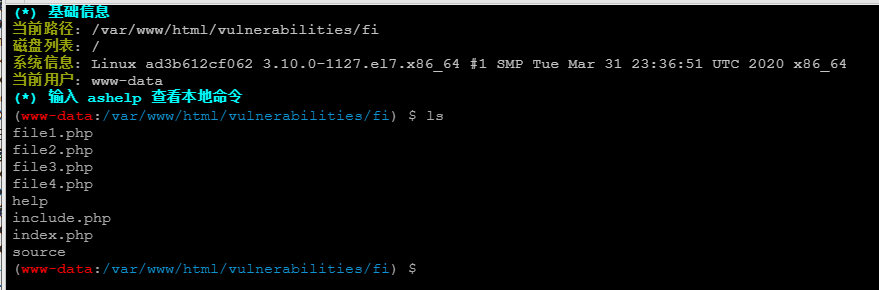 (*) 基础信息
当前路径: /var/www/html/vulnerabilities/fi
磁盘列表: /
系统信息: Linux ad3b612cf062 3.10.0-1127.el7.x86_64 #1 SMP Tue Mar 31 23:36:51 UTC 2020 x86_64
当前用户: www-data
(*) 输入 ashelp 查看本地命令
(www-data:/var/www/html/vulnerabilities/fi) $ ls
file1.php
file2.php
file3.php
file4.php
help
include.php
index.php
source
(www-data:/var/www/html/vulnerabilities/fi) $